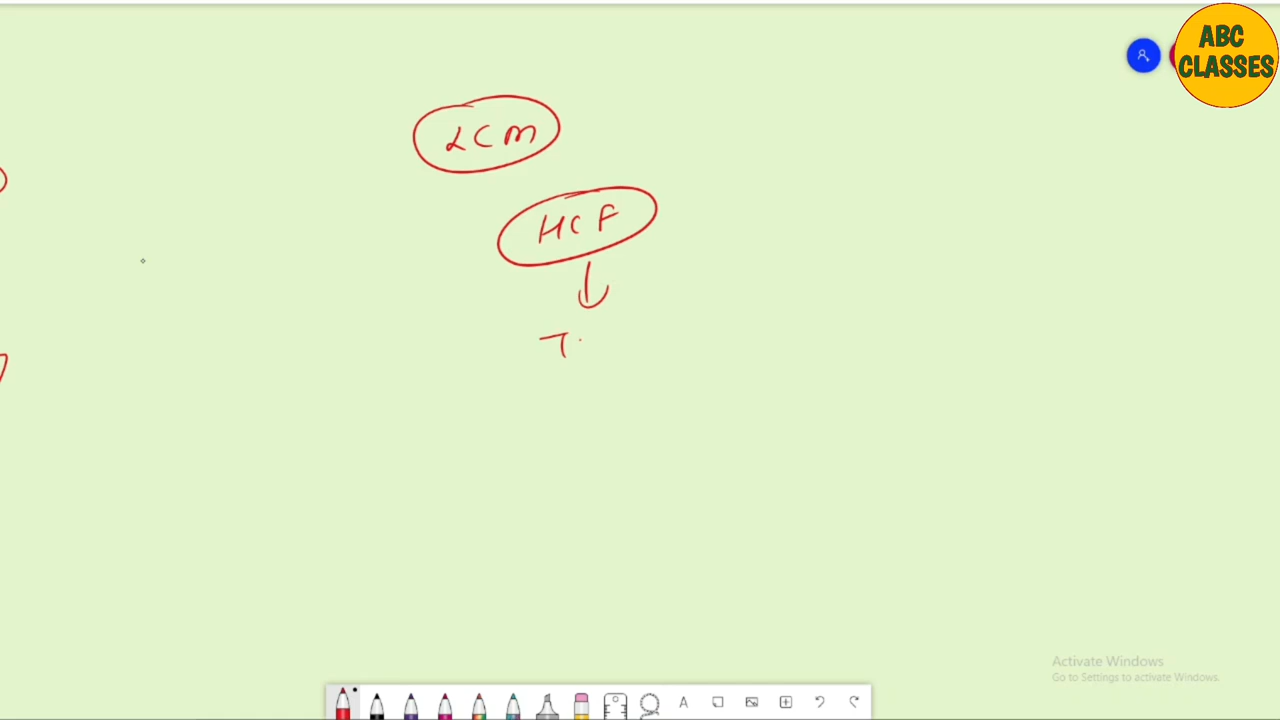 ABC
CLASSES
LCM
HCF
Activate Windows
Go to Settings to activate Windows.